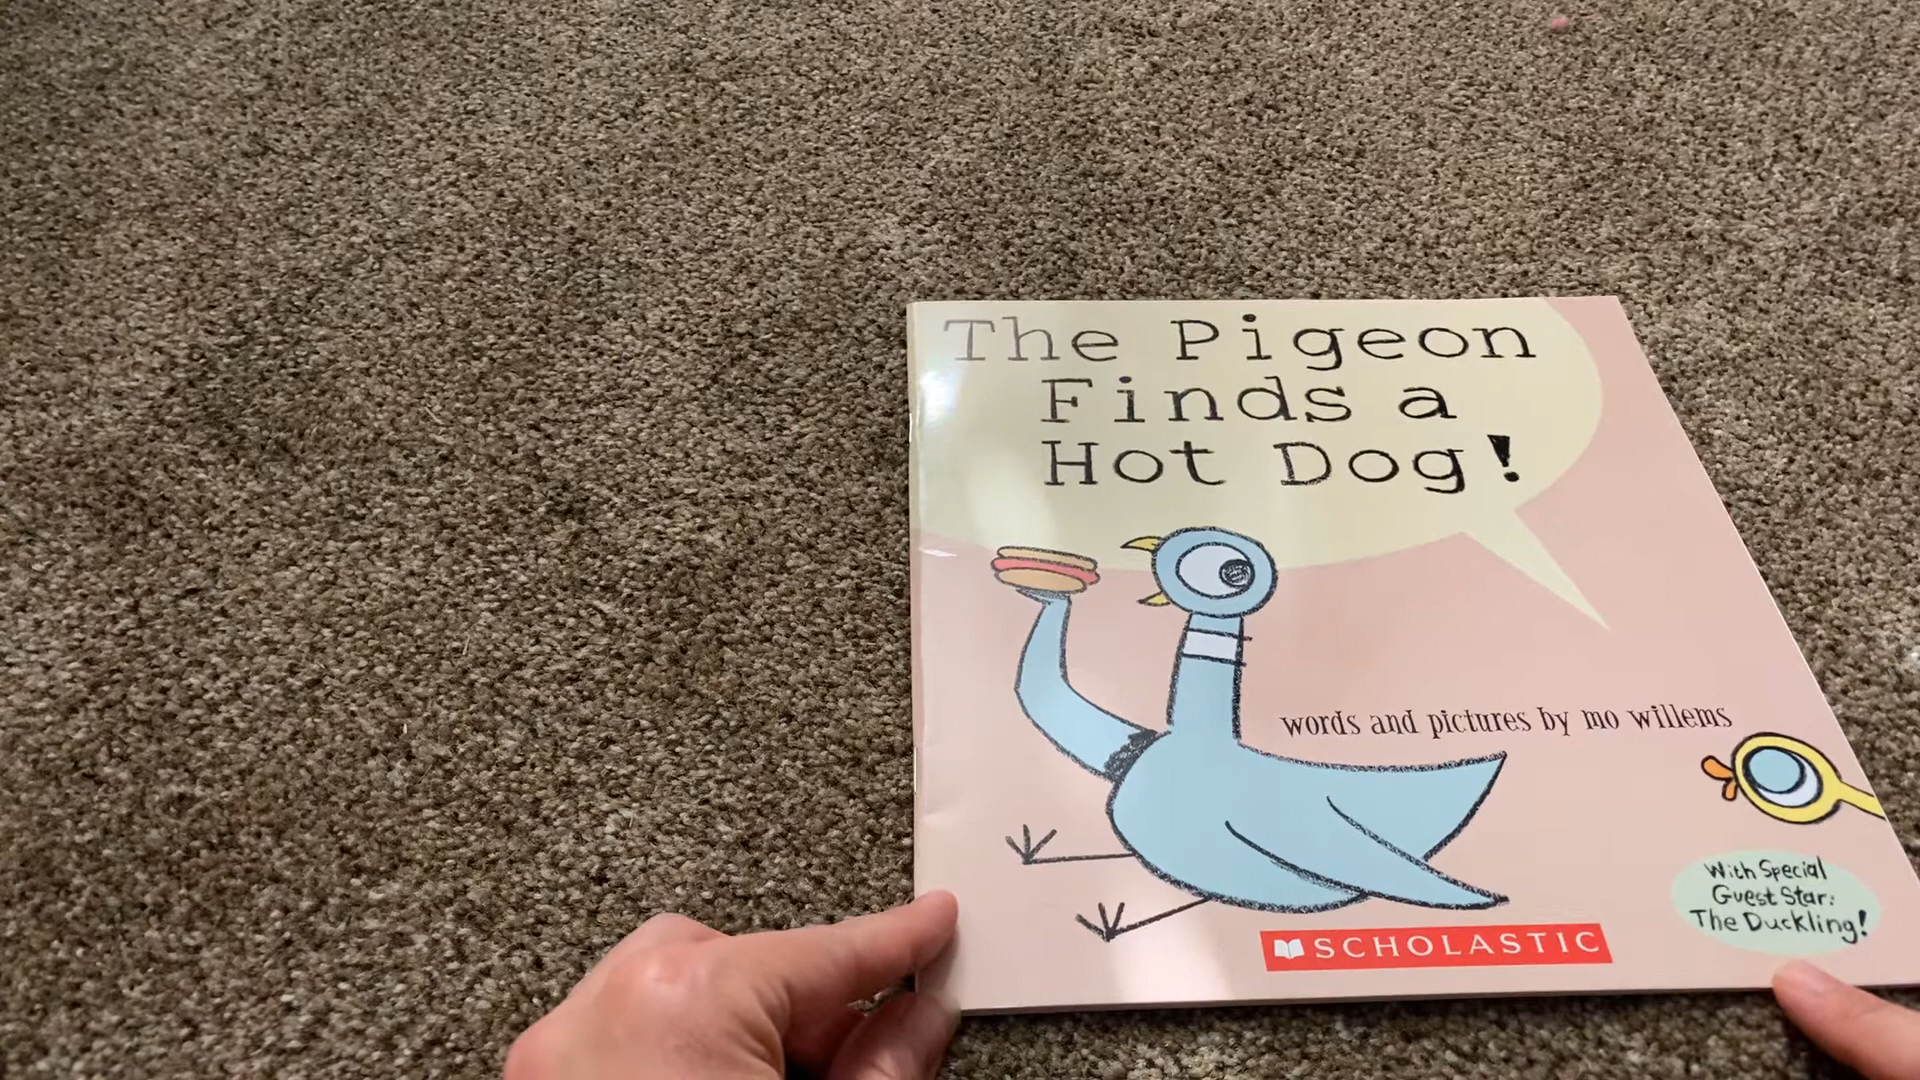 The Pigeon
Finds a
Hot Dog!
words and pictures by mo willems
With Special
Guest Star:
The Duckling!
SCHOLASTIC